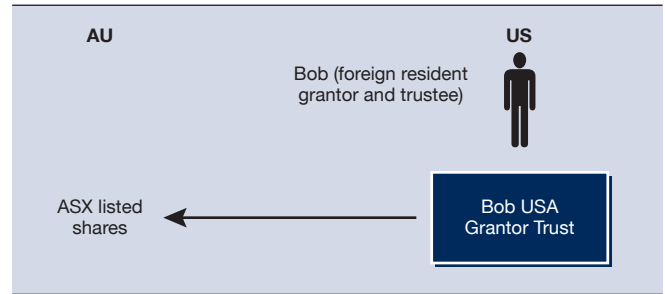 AU
US
Bob (foreign resident
grantor and trustee)
ASX listed
shares
Bob USA
Grantor Trust